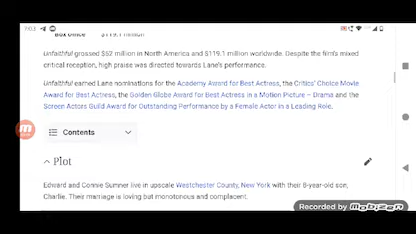 Box office $119.1 million
Unfaithful grossed $52 million in North America and $119.1 million worldwide. Despite the film's mixed
critical reception, high praise was directed towards Lane's performance.
Unfaithful earned Lane nominations for the Academy Award for Best Actress, the Critics' Choice Movie
Award for Best Actress, the Golden Globe Award for Best Actress in a Motion Picture – Drama and the
Screen Actors Guild Award for Outstanding Performance by a Female Actor in a Leading Role.
Contents
Plot
Edward and Connie Sumner live in upscale Westchester County, New York with their 8-year-old son,
Charlie. Their marriage is loving but monotonous and complacent.
Recorded by Mobizen